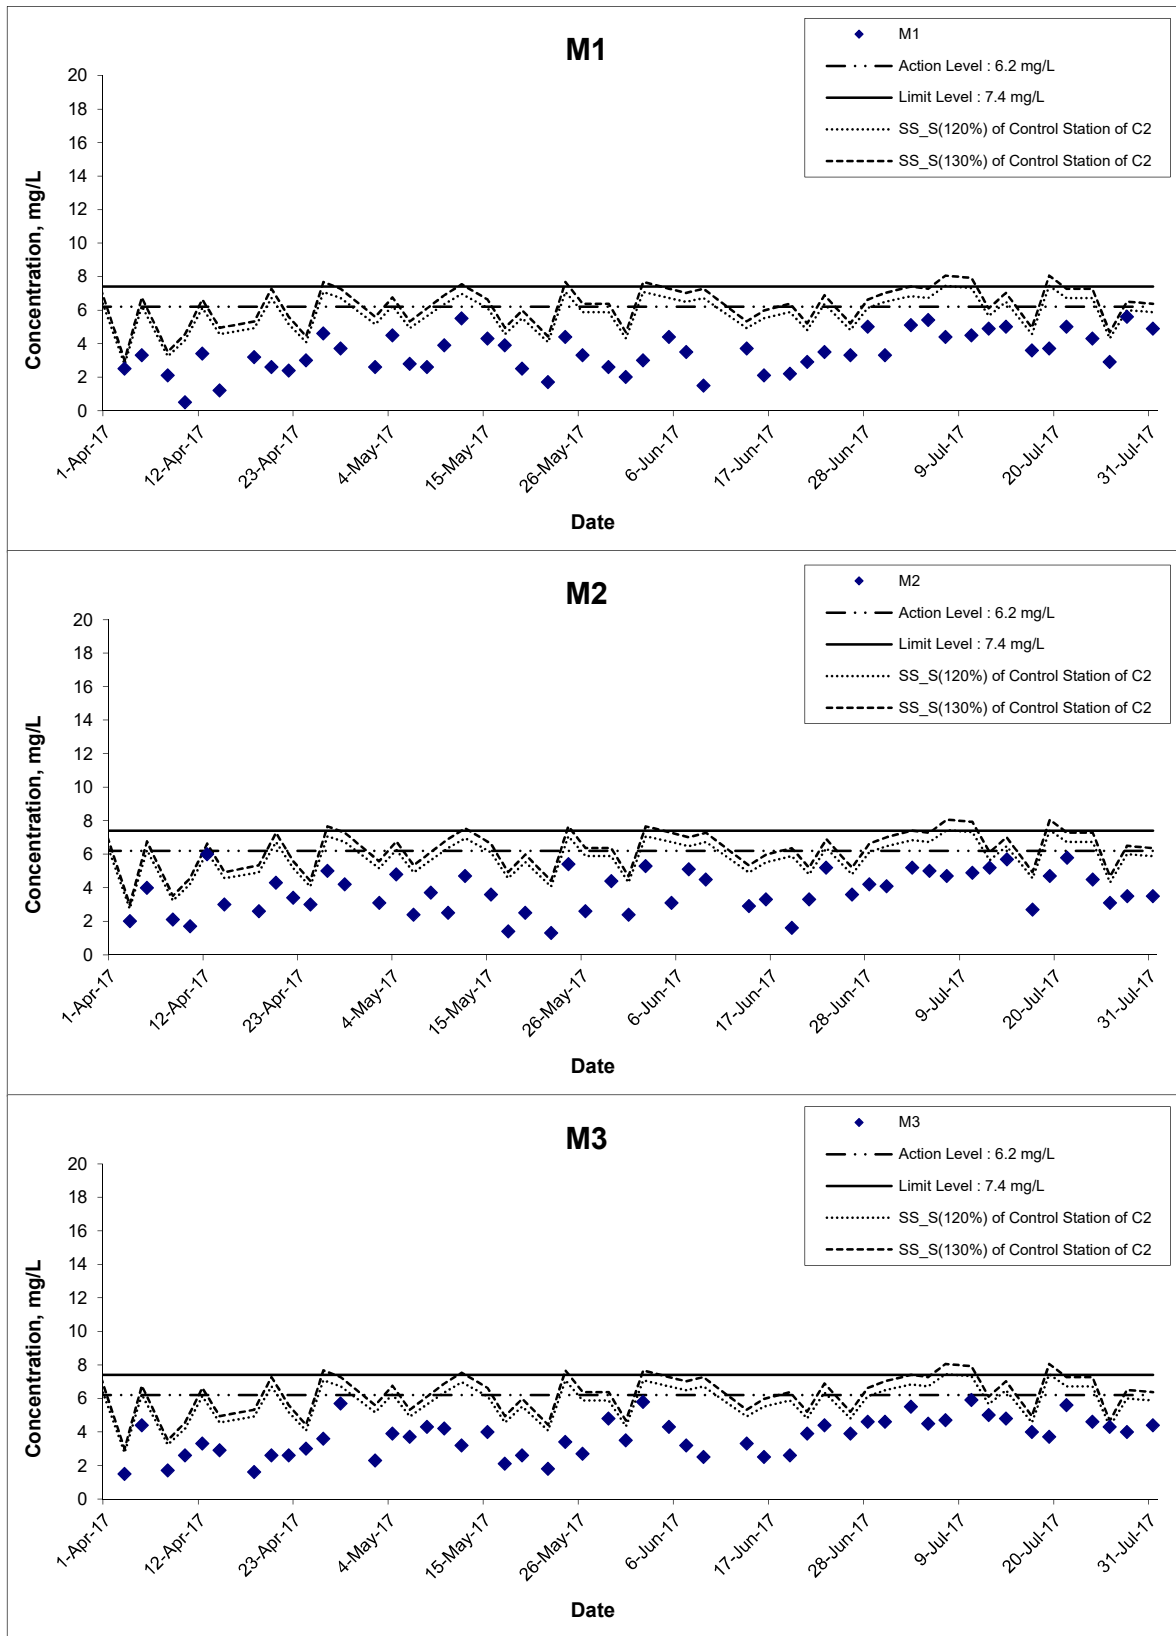 M1
M1
Action Level : 6.2 mg/L
Limit Level : 7.4 mg/L
SS_S(120%) of Control Station of C2
SS_S(130%) of Control Station of C2
Concentration, mg/L
20
18
16
14
12
10
8
6
4
2
0
1-Apr-17
12-Apr-17
23-Apr-17
4-May-17
15-May-17
26-May-17
6-Jun-17
17-Jun-17
28-Jun-17
9-Jul-17
20-Jul-17
31-Jul-17
Date
M2
M2
Action Level : 6.2 mg/L
Limit Level : 7.4 mg/L
SS_S(120%) of Control Station of C2
SS_S(130%) of Control Station of C2
Concentration, mg/L
20
18
16
14
12
10
8
6
4
2
0
1-Apr-17
12-Apr-17
23-Apr-17
4-May-17
15-May-17
26-May-17
6-Jun-17
17-Jun-17
28-Jun-17
9-Jul-17
20-Jul-17
31-Jul-17
Date
M3
M3
Action Level : 6.2 mg/L
Limit Level : 7.4 mg/L
SS_S(120%) of Control Station of C2
SS_S(130%) of Control Station of C2
Concentration, mg/L
20
18
16
14
12
10
8
6
4
2
0
1-Apr-17
12-Apr-17
23-Apr-17
4-May-17
15-May-17
26-May-17
6-Jun-17
17-Jun-17
28-Jun-17
9-Jul-17
20-Jul-17
31-Jul-17
Date